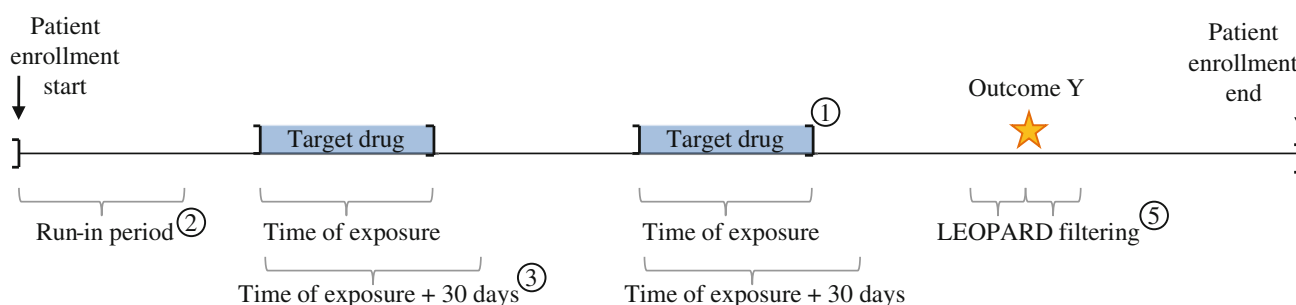 Patient
enrollment
start
Patient
enrollment
end
Outcome Y
Target drug
Target drug ①
Run-in period ②
Time of exposure
Time of exposure
LEOPARD filtering ⑤
Time of exposure + 30 days ③
Time of exposure + 30 days